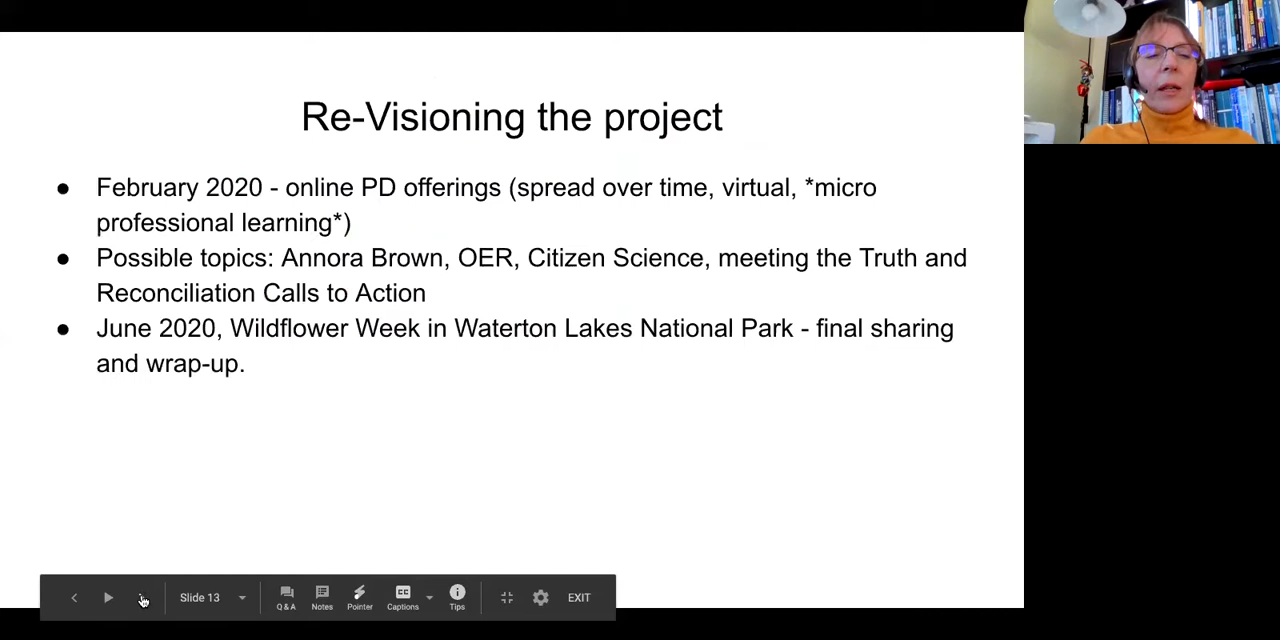 Re-Visioning the project
● February 2020 - online PD offerings (spread over time, virtual, *micro
professional learning*)
● Possible topics: Annora Brown, OER, Citizen Science, meeting the Truth and
Reconciliation Calls to Action
● June 2020, Wildflower Week in Waterton Lakes National Park - final sharing
and wrap-up.
Slide 13
Q & A
Notes
Pointer
CC
Captions
Tips
EXIT